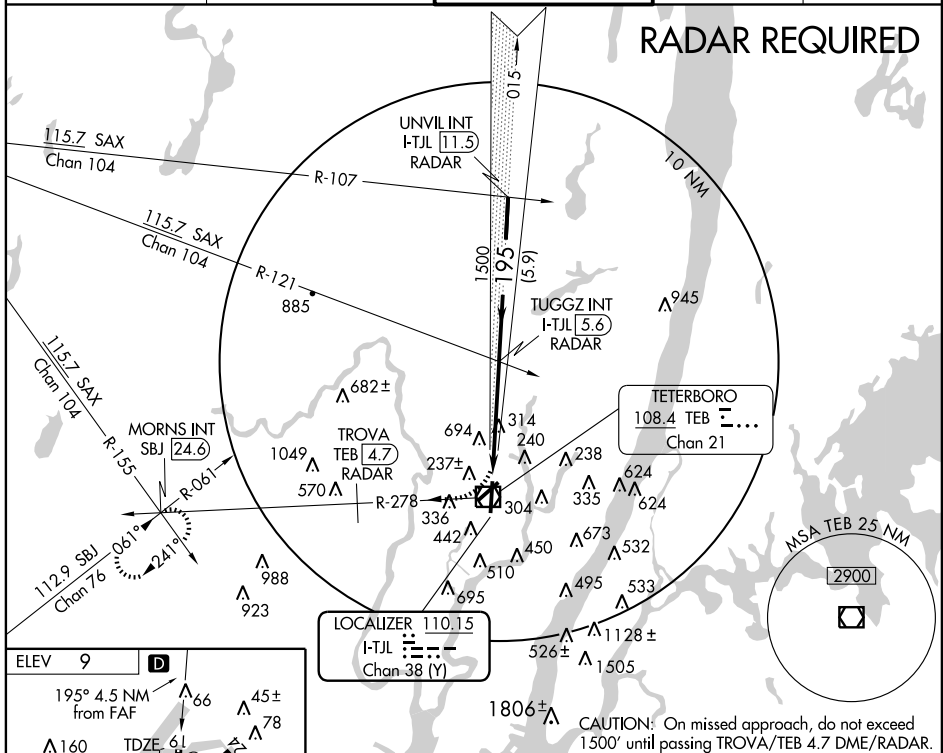 RADAR REQUIRED
015
UNVIL INT
I-TJL 11.5
RADAR
10 NM
115.7 SAX
Chan 104
R-107
115.7 SAX
Chan 104
R-121
885
1500
195
(5.9)
945
TUGGZ INT
I-TJL 5.6
RADAR
115.7 SAX
Chan 104
R-155
682±
TETERBORO
108.4 TEB
Chan 21
MORNS INT
SBJ 24.6
R-061
TROVA
TEB 4.7
RADAR
694
314
240
1049
237±
238
570
R-278
624
335
624
336
304
061°
241°
442
673
532
MSA TEB 25 NM
2900
112.9 SBJ
Chan 76
450
510
988
923
695
495
533
LOCALIZER 110.15
I-TJL
Chan 38 (Y)
526±
1128±
1505
1806±
ELEV 9
D
195° 4.5 NM
from FAF
66
45±
78
160
TDZE
CAUTION: On missed approach, do not exceed
1500' until passing TROVA/TEB 4.7 DME/RADAR.